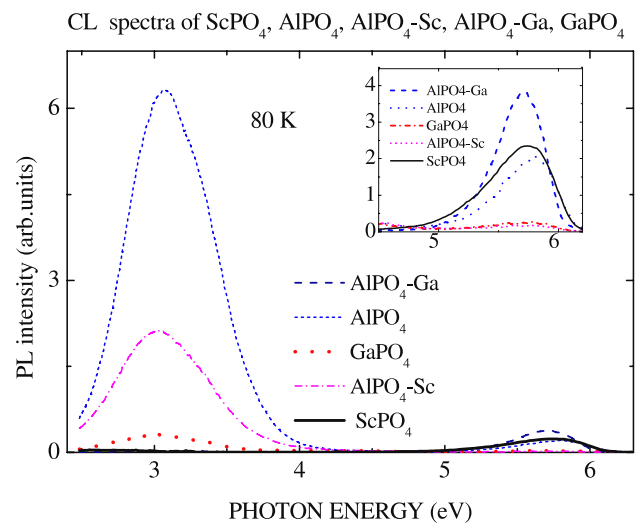 CL spectra of ScPO₄, AlPO₄, AlPO₄-Sc, AlPO₄-Ga, GaPO₄
PL intensity (arb.units)
6
3
0
80 K
4
3
2
1
0
AlPO4-Ga
AlPO4
GaPO4
AlPO4-Sc
ScPO4
5 6
AlPO₄-Ga
AlPO₄
GaPO₄
AlPO₄-Sc
ScPO₄
3 4 5 6
PHOTON ENERGY (eV)